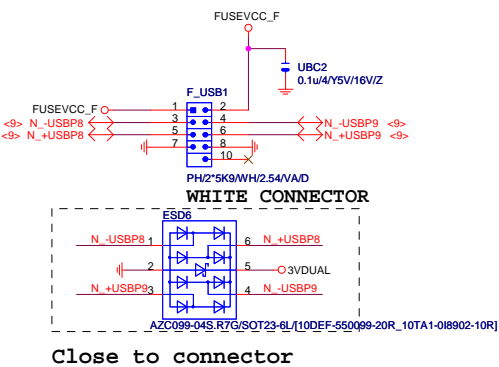 FUSEVCC_F
UBC2
0.1u/4/Y5V/16V/Z
F_USB1
FUSEVCC_F 1 2
<9> N_-USBP8 3 4 N_-USBP9 <9>
<9> N_+USBP8 5 6 N_+USBP9 <9>
7 8
10
PH/2*5K9/WH/2.54/VA/D
WHITE CONNECTOR
ESD6
N_-USBP8 1 6 N_+USBP8
2 5 3VDUAL
N_+USBP9 3 4 N_-USBP9
AZC099-04S.R7G/SOT23-6L/[10DEF-550099-20R_10TA1-0I8902-10R]
Close to connector